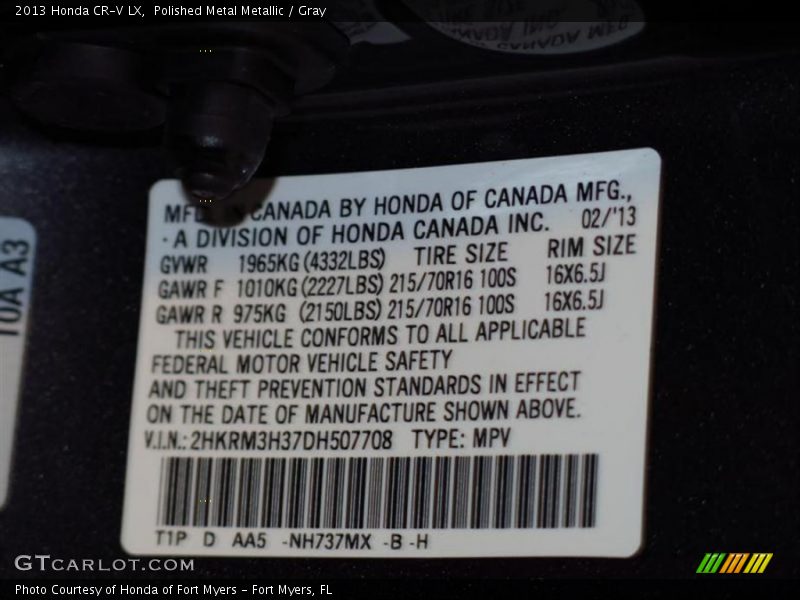 2013 Honda CR-V LX, Polished Metal Metallic / Gray
MFD IN CANADA BY HONDA OF CANADA MFG.,
- A DIVISION OF HONDA CANADA INC. 02/'13
GVWR 1965KG (4332LBS) TIRE SIZE RIM SIZE
GAWR F 1010KG (2227LBS) 215/70R16 100S 16X6.5J
GAWR R 975KG (2150LBS) 215/70R16 100S 16X6.5J
THIS VEHICLE CONFORMS TO ALL APPLICABLE
FEDERAL MOTOR VEHICLE SAFETY
AND THEFT PREVENTION STANDARDS IN EFFECT
ON THE DATE OF MANUFACTURE SHOWN ABOVE.
V.I.N.: 2HKRM3H37DH507708 TYPE: MPV
T1P D AA5 -NH737MX -B -H
10A A3
GTCARLOT.COM
Photo Courtesy of Honda of Fort Myers - Fort Myers, FL